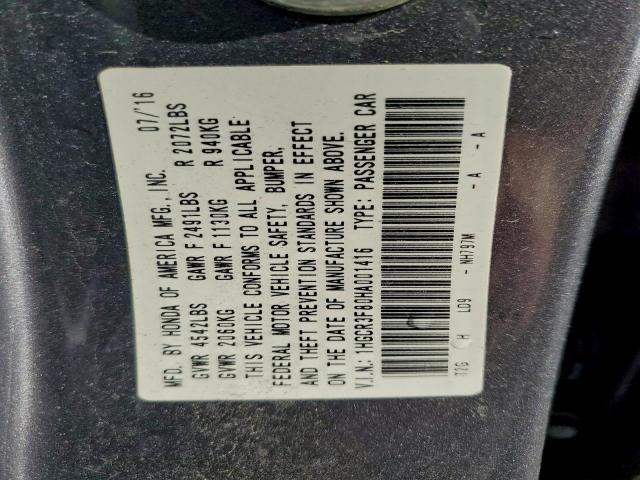 MFD. BY HONDA OF AMERICA MFG., INC. 07/'16
GVWR 4542LBS GAWR F 2491LBS R 2072LBS
GVWR 2060KG GAWR F 1130KG R 940KG
THIS VEHICLE CONFORMS TO ALL APPLICABLE
FEDERAL MOTOR VEHICLE SAFETY, BUMPER,
AND THEFT PREVENTION STANDARDS IN EFFECT
ON THE DATE OF MANUFACTURE SHOWN ABOVE.
V.I.N.: 1HGCR3F80HA001416 TYPE: PASSENGER CAR
T2G H LD9 - NH797M - A - A